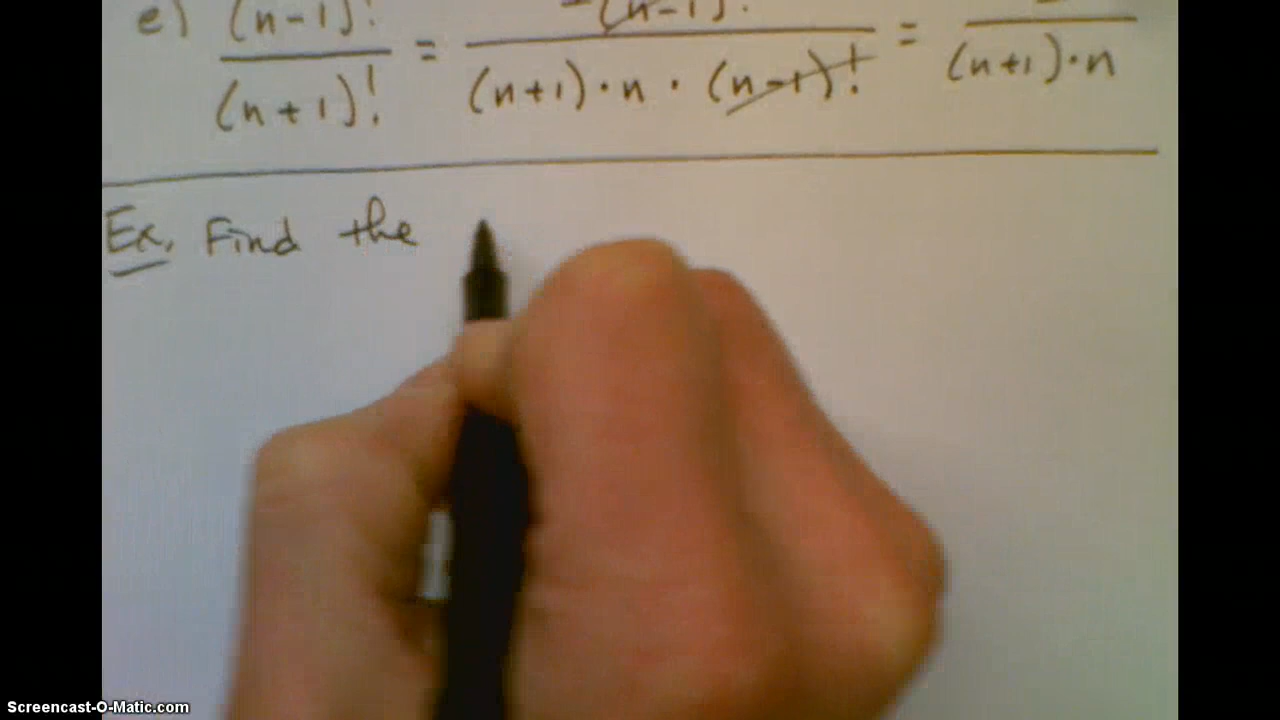 e) (n-1)! / (n+1)! = (n-1)! / (n+1)·n·(n-1)! = / (n+1)·n
Ex. Find the
Screencast-O-Matic.com